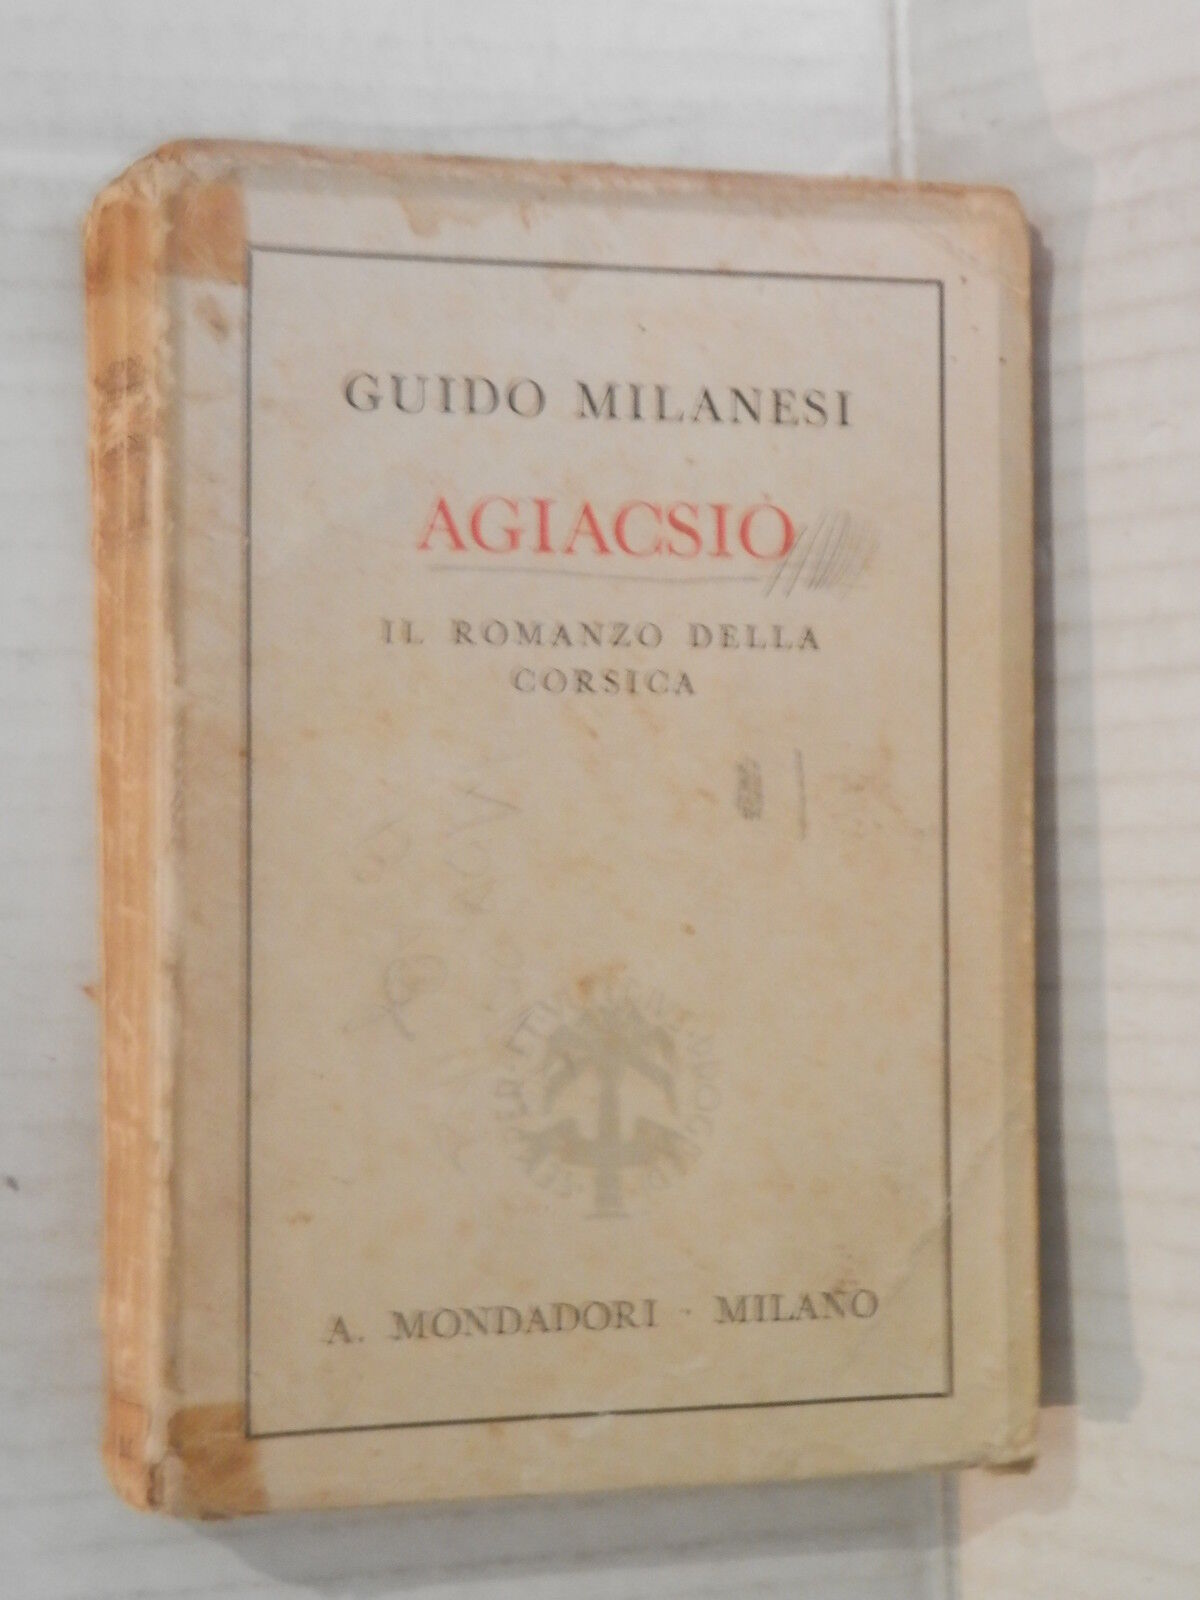 GUIDO MILANESI
AGIACSIÒ
IL ROMANZO DELLA
CORSICA
A. MONDADORI · MILANO